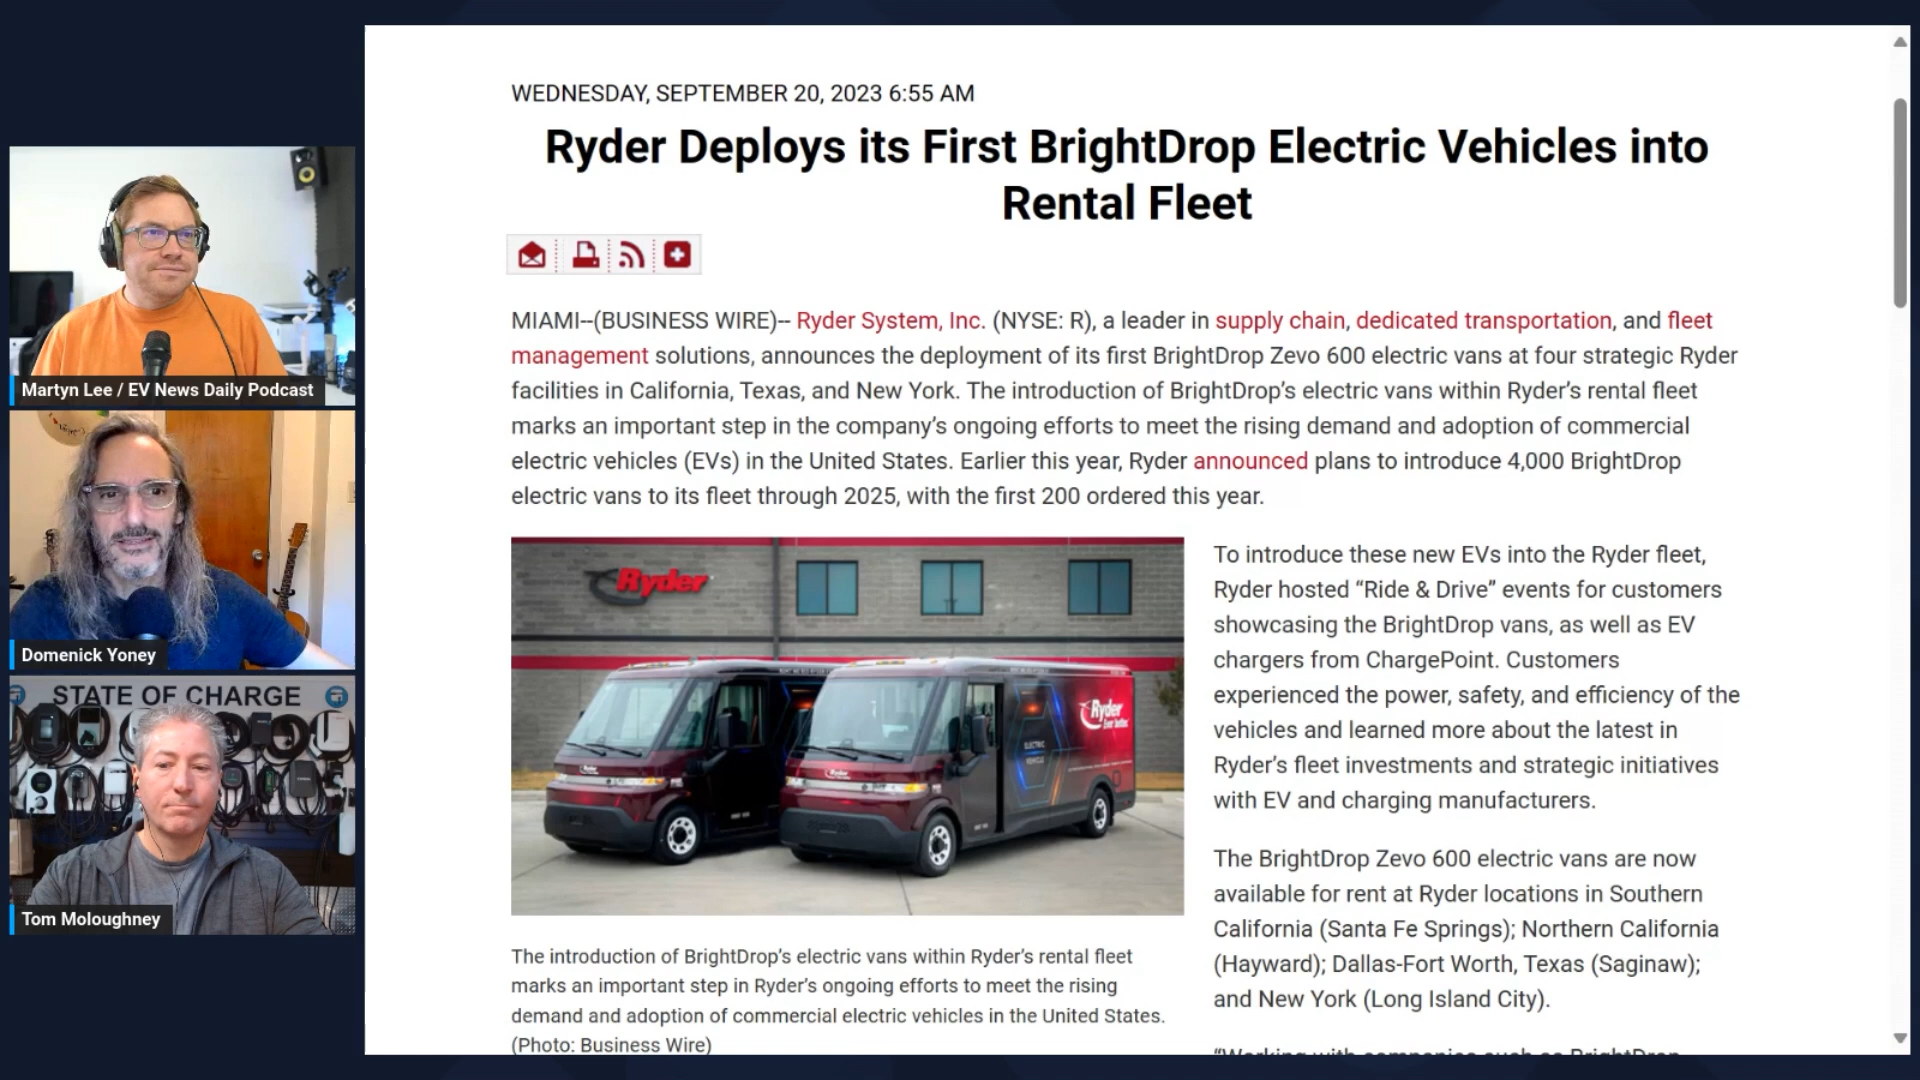 WEDNESDAY, SEPTEMBER 20, 2023 6:55 AM
Ryder Deploys its First BrightDrop Electric Vehicles into
Rental Fleet
MIAMI--(BUSINESS WIRE)-- Ryder System, Inc. (NYSE: R), a leader in supply chain, dedicated transportation, and fleet
management solutions, announces the deployment of its first BrightDrop Zevo 600 electric vans at four strategic Ryder
facilities in California, Texas, and New York. The introduction of BrightDrop’s electric vans within Ryder’s rental fleet
marks an important step in the company’s ongoing efforts to meet the rising demand and adoption of commercial
electric vehicles (EVs) in the United States. Earlier this year, Ryder announced plans to introduce 4,000 BrightDrop
electric vans to its fleet through 2025, with the first 200 ordered this year.
Ryder
Ryder
Ever better.
ELECTRIC
VEHICLE
Ryder
Ryder
To introduce these new EVs into the Ryder fleet,
Ryder hosted “Ride & Drive” events for customers
showcasing the BrightDrop vans, as well as EV
chargers from ChargePoint. Customers
experienced the power, safety, and efficiency of the
vehicles and learned more about the latest in
Ryder’s fleet investments and strategic initiatives
with EV and charging manufacturers.
The BrightDrop Zevo 600 electric vans are now
available for rent at Ryder locations in Southern
California (Santa Fe Springs); Northern California
(Hayward); Dallas-Fort Worth, Texas (Saginaw);
and New York (Long Island City).
“Working with companies such as BrightDrop
The introduction of BrightDrop’s electric vans within Ryder’s rental fleet
marks an important step in Ryder’s ongoing efforts to meet the rising
demand and adoption of commercial electric vehicles in the United States.
(Photo: Business Wire)
Martyn Lee / EV News Daily Podcast
Domenick Yoney
STATE OF CHARGE
Tom Moloughney